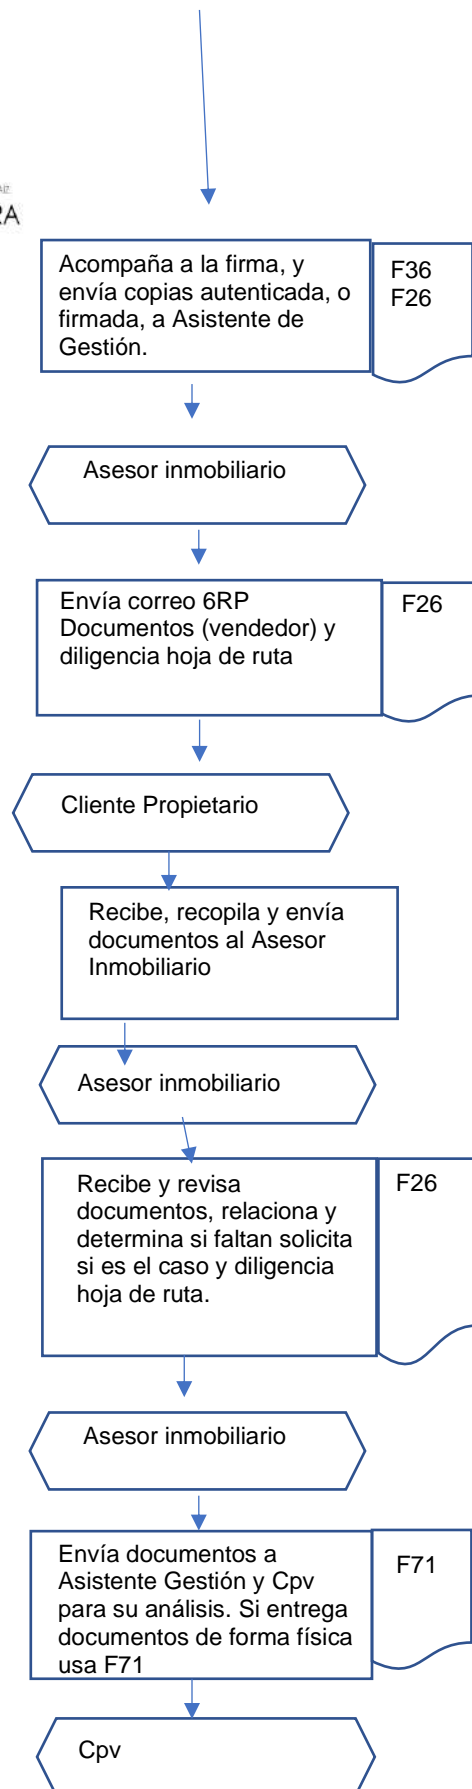 AÍZ
RA
Acompaña a la firma, y
envía copias autenticada, o
firmada, a Asistente de
Gestión.
F36
F26
Asesor inmobiliario
Envía correo 6RP
Documentos (vendedor) y
diligencia hoja de ruta
F26
Cliente Propietario
Recibe, recopila y envía
documentos al Asesor
Inmobiliario
Asesor inmobiliario
Recibe y revisa
documentos, relaciona y
determina si faltan solicita
si es el caso y diligencia
hoja de ruta.
F26
Asesor inmobiliario
Envía documentos a
Asistente Gestión y Cpv
para su análisis. Si entrega
documentos de forma física
usa F71
F71
Cpv